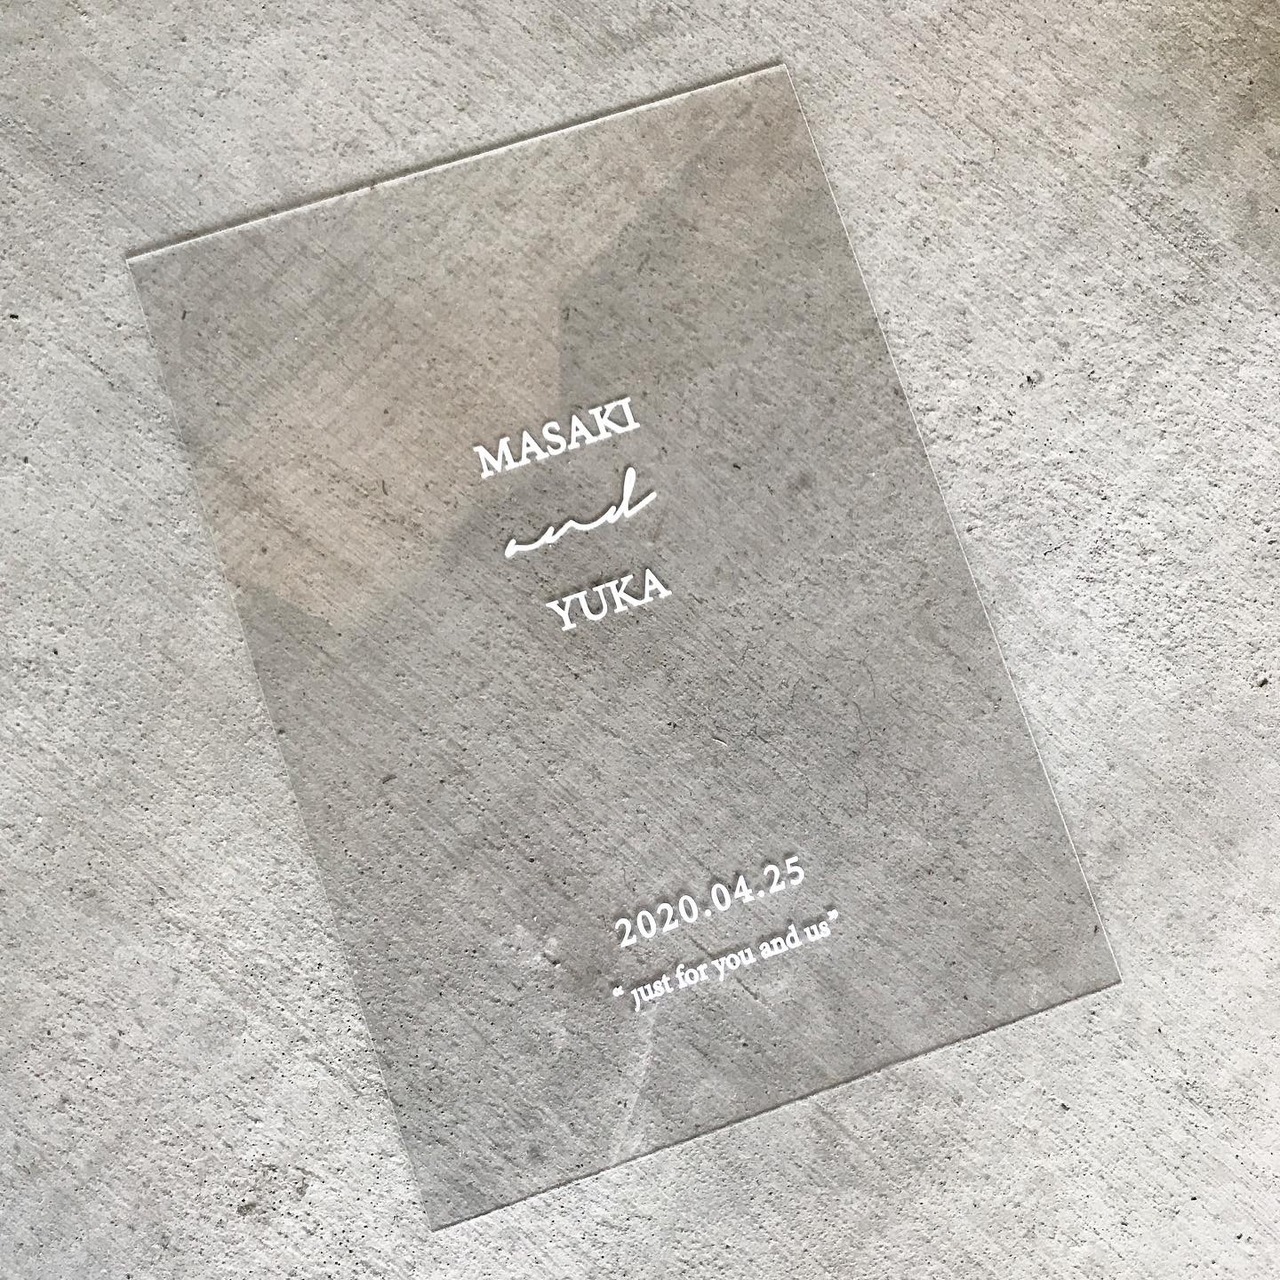 MASAKI
and
YUKA
2020.04.25
“ just for you and us”